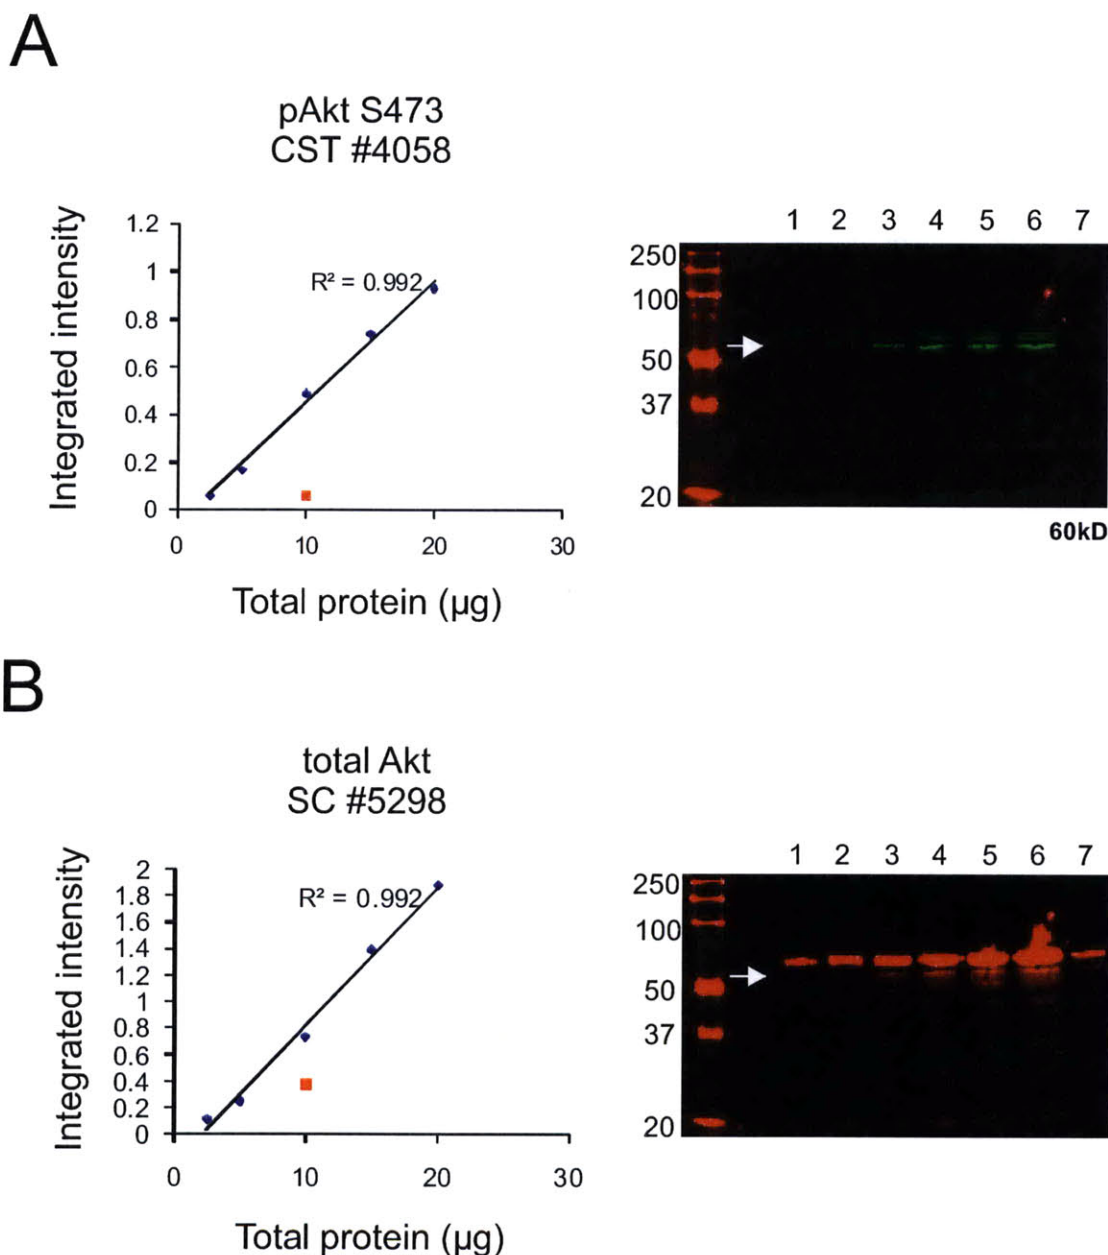 A
pAkt S473
CST #4058
Integrated intensity
1.2
1
0.8
0.6
0.4
0.2
0
R² = 0.992
0 10 20 30
Total protein (µg)
1 2 3 4 5 6 7
250
100
50
37
20
60kD
B
total Akt
SC #5298
Integrated intensity
2
1.8
1.6
1.4
1.2
1
0.8
0.6
0.4
0.2
0
R² = 0.992
0 10 20 30
Total protein (µg)
1 2 3 4 5 6 7
250
100
50
37
20